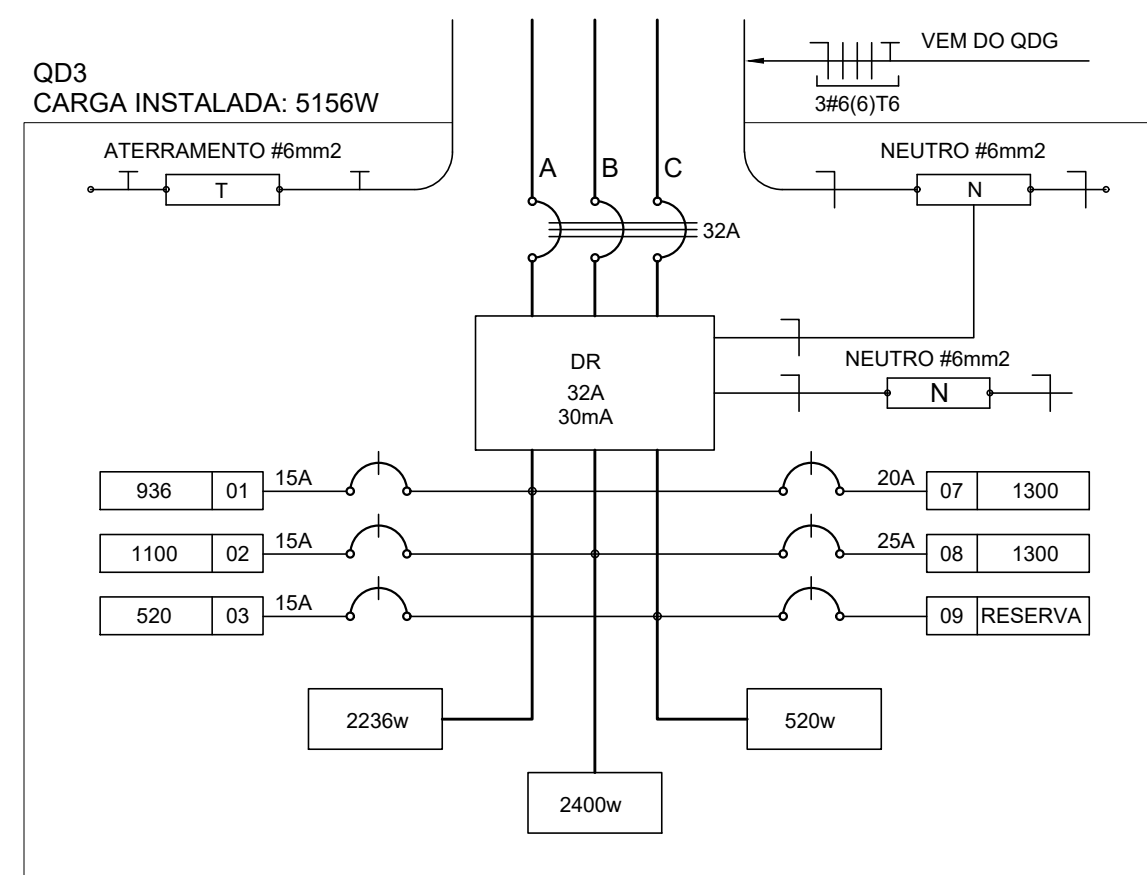 VEM DO QDG
3#6(6)T6
QD3
CARGA INSTALADA: 5156W
ATERRAMENTO #6mm2
T
A
B
C
NEUTRO #6mm2
N
32A
DR
32A
30mA
NEUTRO #6mm2
N
936 01 15A
20A 07 1300
1100 02 15A
25A 08 1300
520 03 15A
09 RESERVA
2236w
520w
2400w